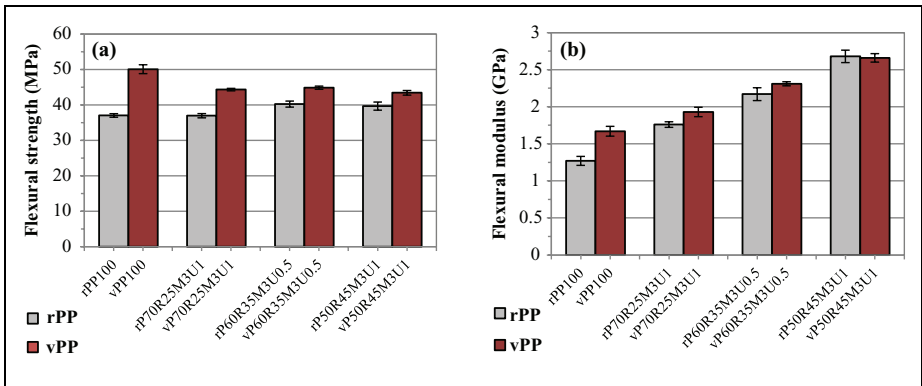 (a)
Flexural strength (MPa)
60
50
40
30
20
10
0
rPP100
vPP100
rP70R25M3U1
vP70R25M3U1
rP60R35M3U0.5
vP60R35M3U0.5
rP50R45M3U1
vP50R45M3U1
rPP
vPP
(b)
Flexural modulus (GPa)
3
2.5
2
1.5
1
0.5
0
rPP100
vPP100
rP70R25M3U1
vP70R25M3U1
rP60R35M3U0.5
vP60R35M3U0.5
rP50R45M3U1
vP50R45M3U1
rPP
vPP